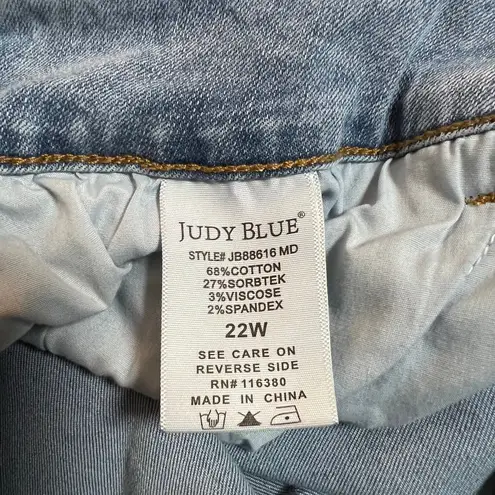 JUDY BLUE®
STYLE# JB88616 MD
68%COTTON
27%SORBTEK
3%VISCOSE
2%SPANDEX
22W
SEE CARE ON
REVERSE SIDE
RN# 116380
MADE IN CHINA